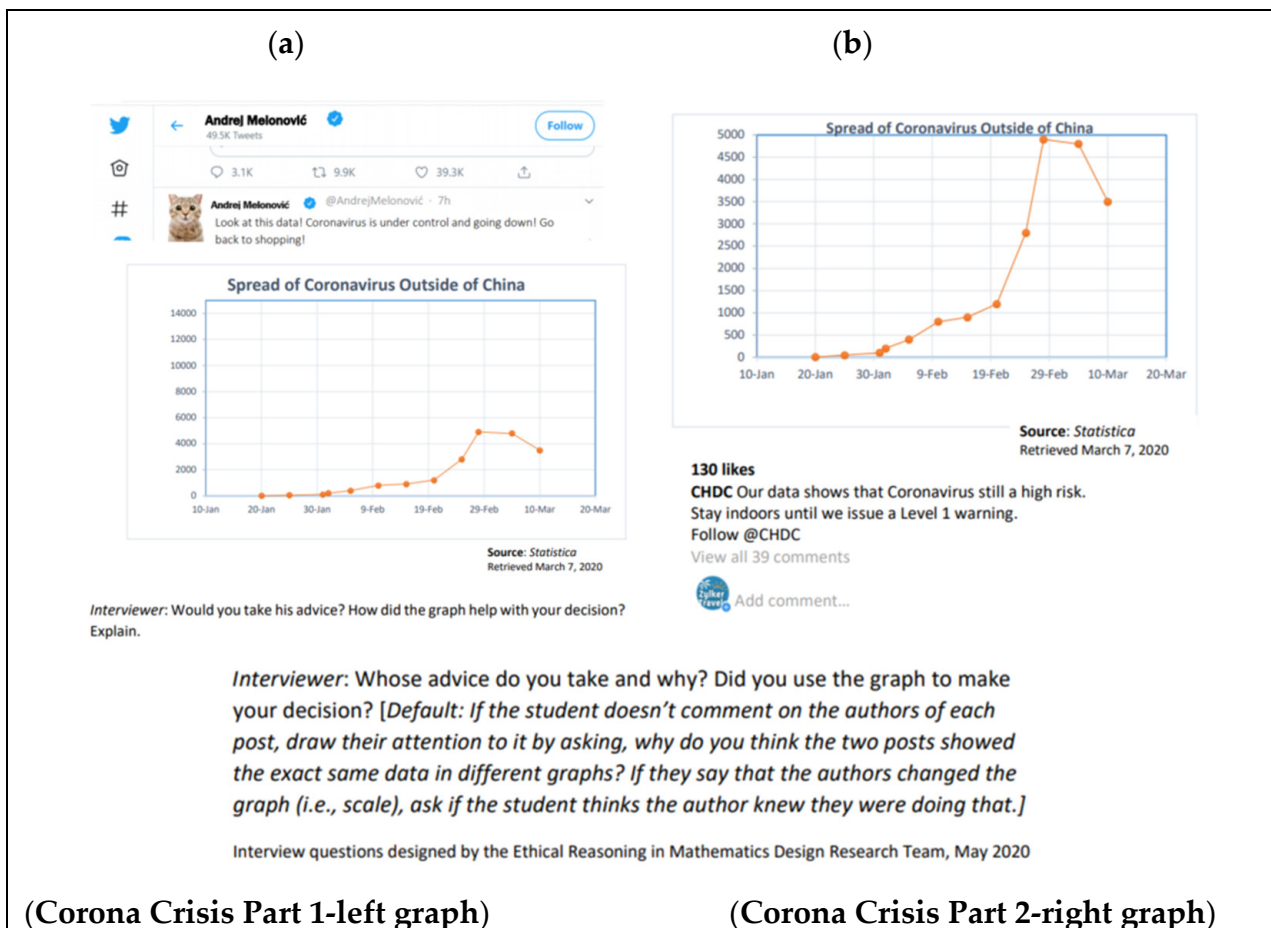 (a)
(b)
Andrej Melonović
49.5K Tweets
Follow
3.1K
9.9K
39.3K
Andrej Melonović @AndrejMelonović · 7h
Look at this data! Coronavirus is under control and going down! Go
back to shopping!
Spread of Coronavirus Outside of China
14000
12000
10000
8000
6000
4000
2000
0
10-Jan 20-Jan 30-Jan 9-Feb 19-Feb 29-Feb 10-Mar 20-Mar
Source: Statistica
Retrieved March 7, 2020
Interviewer: Would you take his advice? How did the graph help with your decision?
Explain.
Spread of Coronavirus Outside of China
5000
4500
4000
3500
3000
2500
2000
1500
1000
500
0
10-Jan 20-Jan 30-Jan 9-Feb 19-Feb 29-Feb 10-Mar 20-Mar
Source: Statistica
Retrieved March 7, 2020
130 likes
CHDC Our data shows that Coronavirus still a high risk.
Stay indoors until we issue a Level 1 warning.
Follow @CHDC
View all 39 comments
Zylker
Travel
Add comment...
Interviewer: Whose advice do you take and why? Did you use the graph to make
your decision? [Default: If the student doesn't comment on the authors of each
post, draw their attention to it by asking, why do you think the two posts showed
the exact same data in different graphs? If they say that the authors changed the
graph (i.e., scale), ask if the student thinks the author knew they were doing that.]
Interview questions designed by the Ethical Reasoning in Mathematics Design Research Team, May 2020
(Corona Crisis Part 1-left graph)
(Corona Crisis Part 2-right graph)